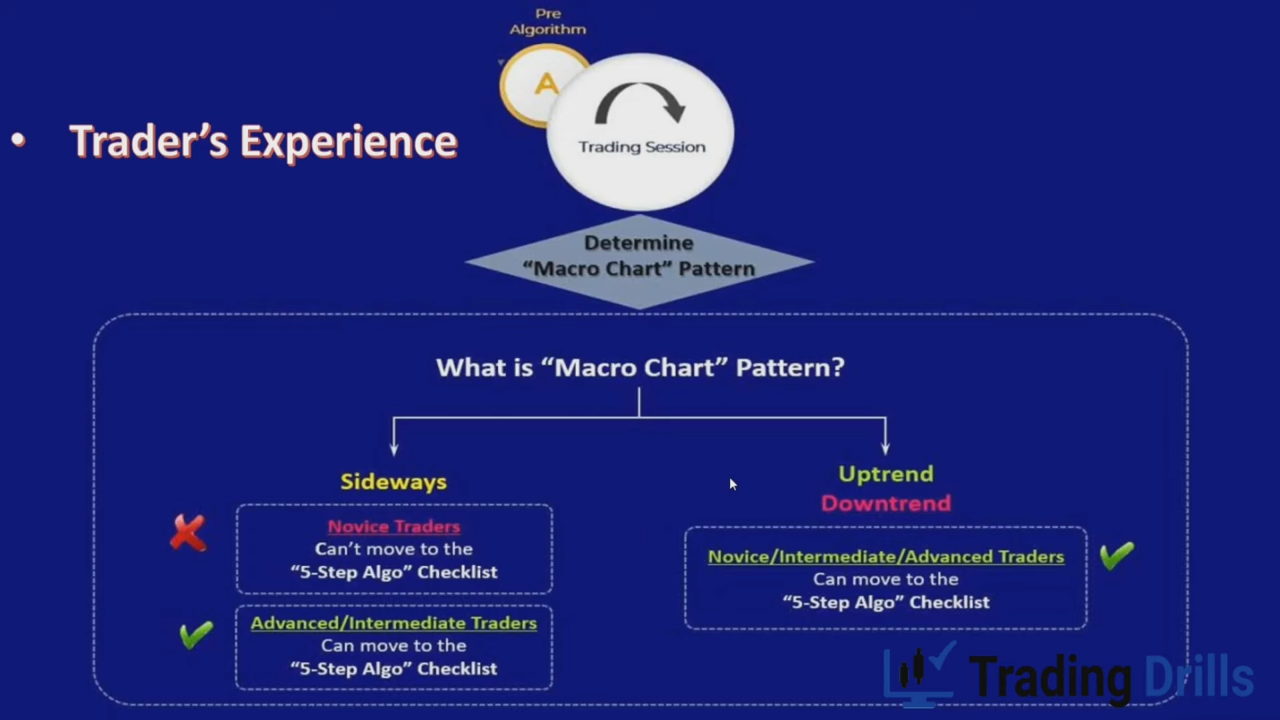 Pre
Algorithm
A
Trading Session
• Trader's Experience
Determine
“Macro Chart” Pattern
What is “Macro Chart” Pattern?
Sideways
Novice Traders
Can't move to the
“5-Step Algo” Checklist
Advanced/Intermediate Traders
Can move to the
“5-Step Algo” Checklist
Uptrend
Downtrend
Novice/Intermediate/Advanced Traders
Can move to the
“5-Step Algo” Checklist
Trading Drills